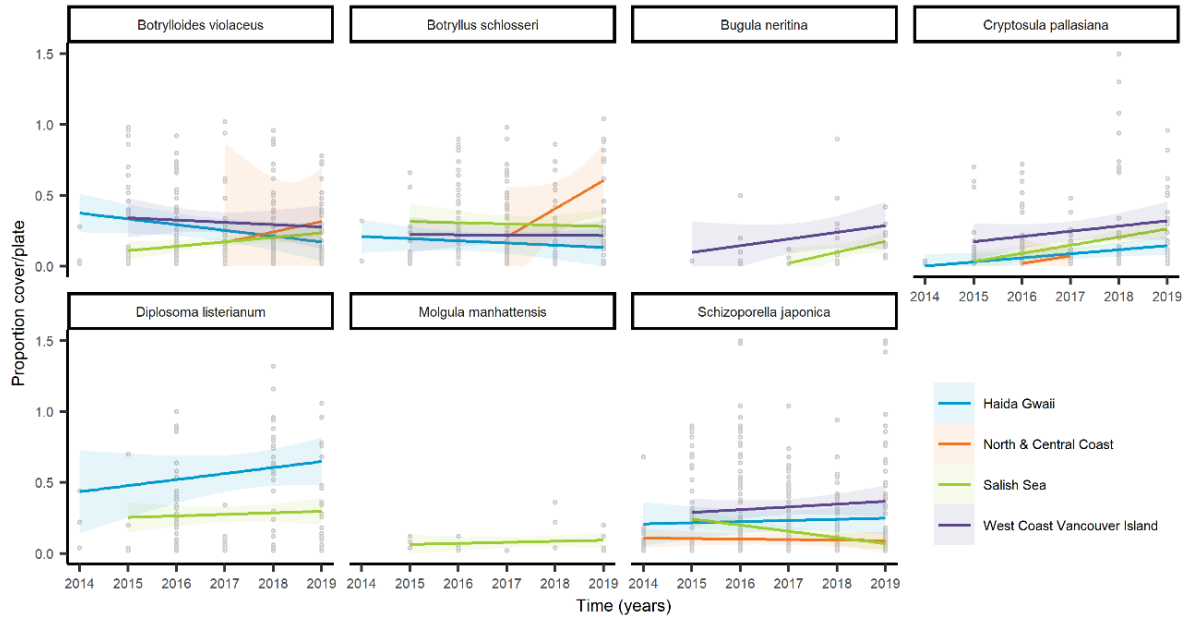 Botrylloides violaceus
Botryllus schlosseri
Bugula neritina
Cryptosula pallasiana
1.5
1.0
0.5
0.0
2014 2015 2016 2017 2018 2019
Diplosoma listerianum
Molgula manhattensis
Schizoporella japonica
1.5
1.0
0.5
0.0
2014 2015 2016 2017 2018 2019
2014 2015 2016 2017 2018 2019
2014 2015 2016 2017 2018 2019
Proportion cover/plate
Time (years)
Haida Gwaii
North & Central Coast
Salish Sea
West Coast Vancouver Island